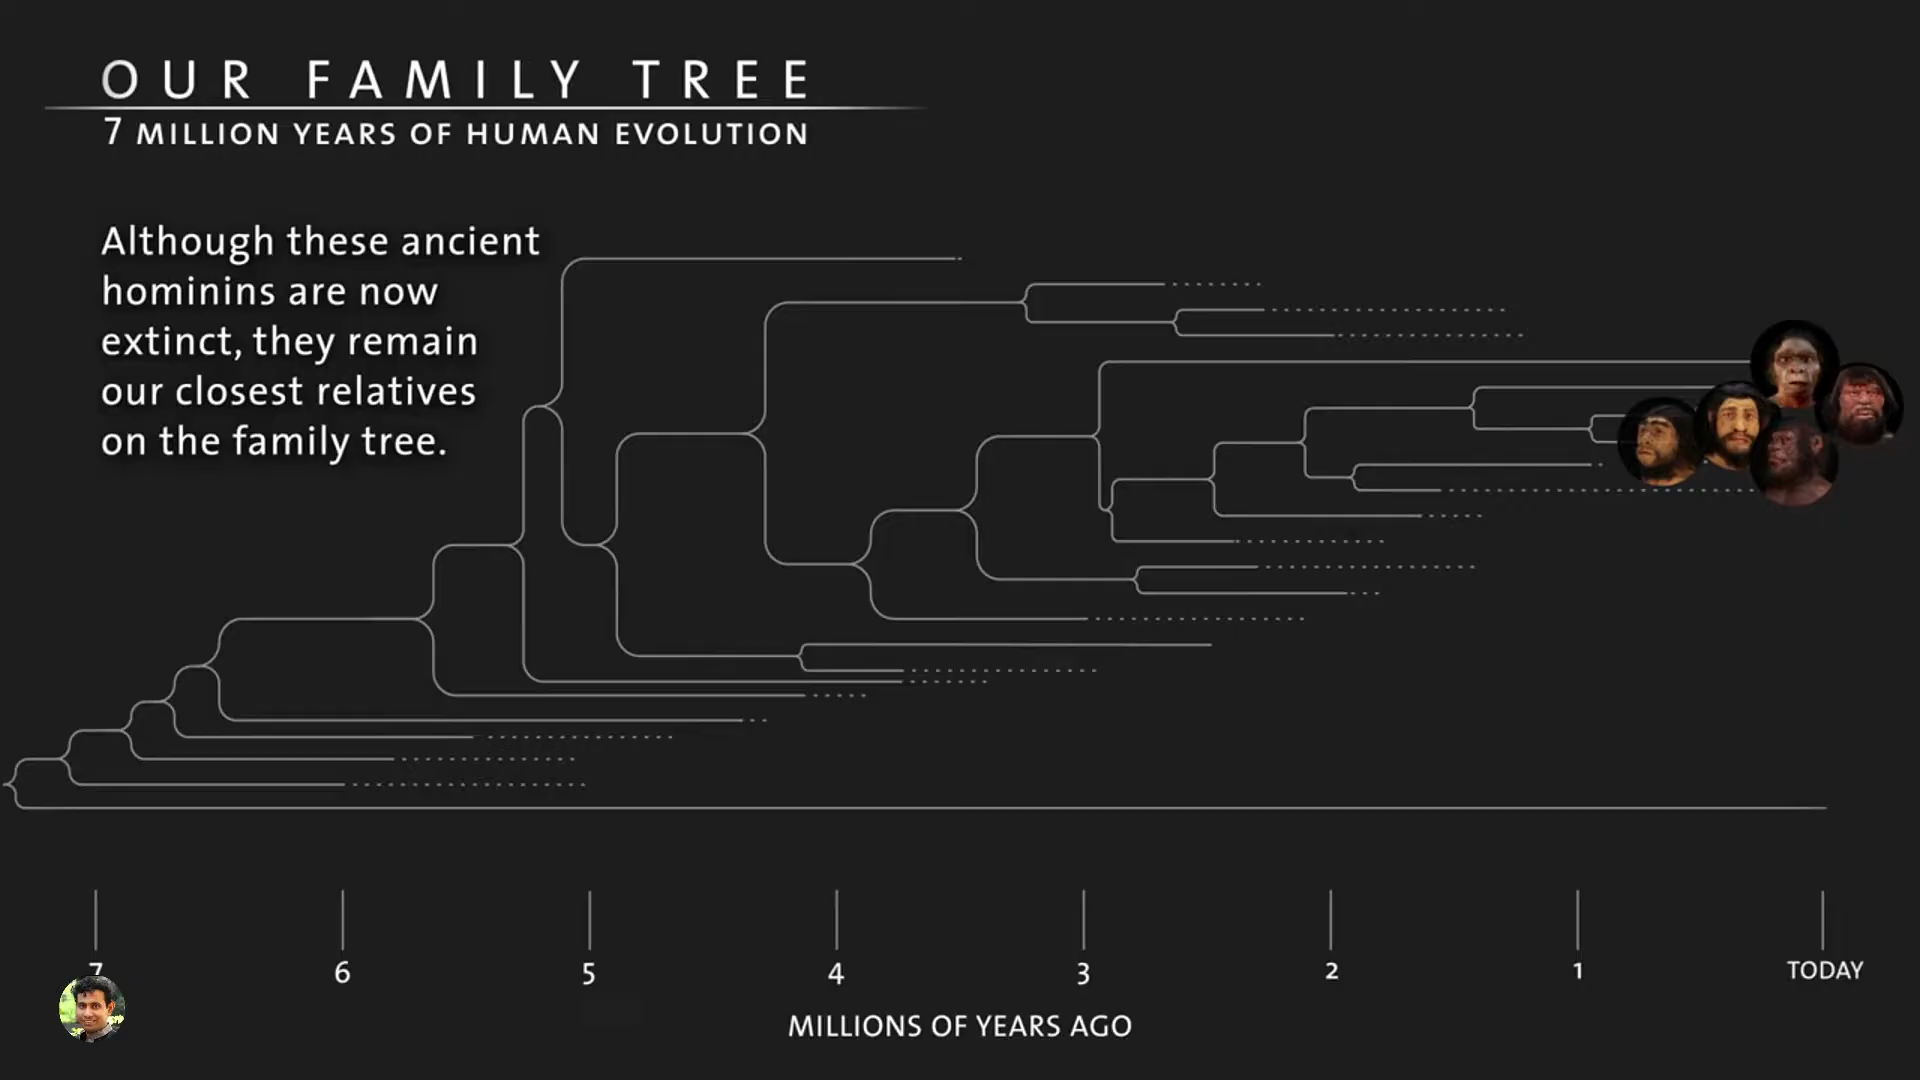 OUR FAMILY TREE
7 MILLION YEARS OF HUMAN EVOLUTION
Although these ancient
hominins are now
extinct, they remain
our closest relatives
on the family tree.
7 6 5 4 3 2 1 TODAY
MILLIONS OF YEARS AGO